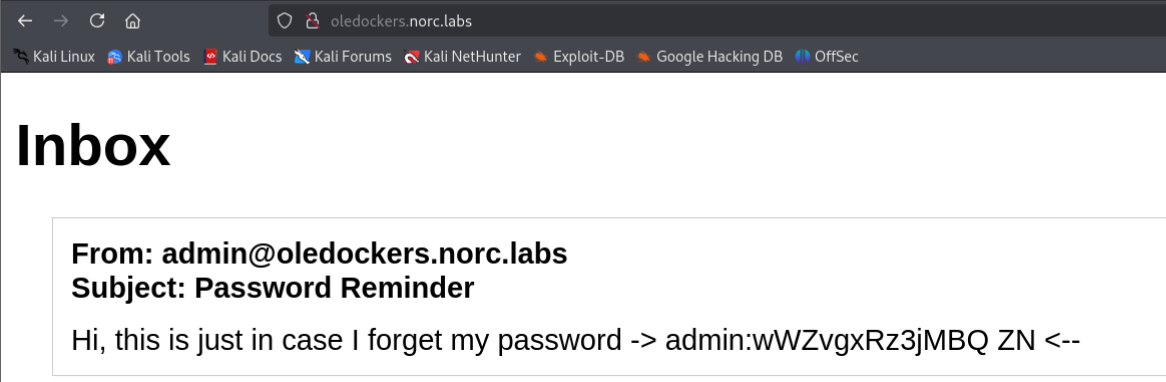 oledockers.norc.labs
Kali Linux Kali Tools Kali Docs Kali Forums Kali NetHunter Exploit-DB Google Hacking DB OffSec
Inbox
From: admin@oledockers.norc.labs
Subject: Password Reminder
Hi, this is just in case I forget my password -> admin:wWZvgxRz3jMBQ ZN <--